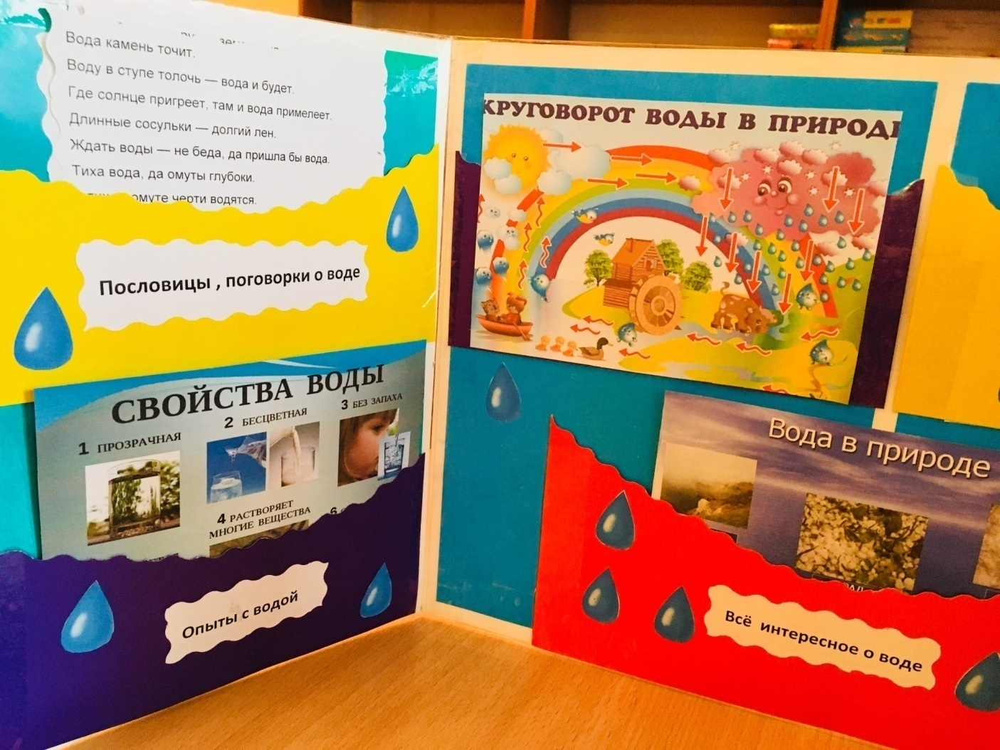 Вода камень точит.
Воду в ступе толочь — вода и будет.
Где солнце пригреет, там и вода примелеет.
Длинные сосульки — долгий лен.
Ждать воды — не беда, да пришла бы вода.
Тиха вода, да омуты глубоки.
омуте черти водятся.
Пословицы , поговорки о воде
СВОЙСТВА ВОДЫ
1 ПРОЗРАЧНАЯ
2 БЕСЦВЕТНАЯ
3 БЕЗ ЗАПАХА
4 РАСТВОРЯЕТ
МНОГИЕ ВЕЩЕСТВА
6
Опыты с водой
КРУГОВОРОТ ВОДЫ В ПРИРОДЕ
Вода в природе
Всё интересное о воде